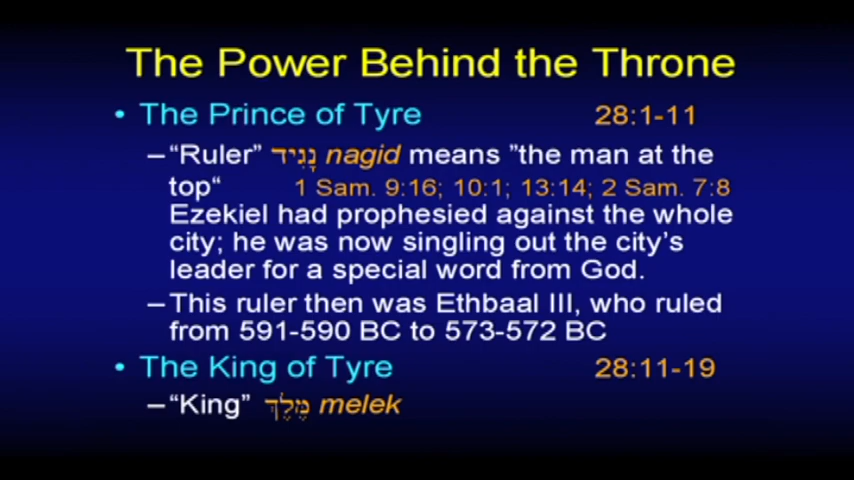 The Power Behind the Throne
• The Prince of Tyre 28:1-11
–“Ruler” נָגִיד nagid means ”the man at the
top“ 1 Sam. 9:16; 10:1; 13:14; 2 Sam. 7:8
Ezekiel had prophesied against the whole
city; he was now singling out the city’s
leader for a special word from God.
–This ruler then was Ethbaal III, who ruled
from 591-590 BC to 573-572 BC
• The King of Tyre 28:11-19
–“King” מֶּלֶךְ melek